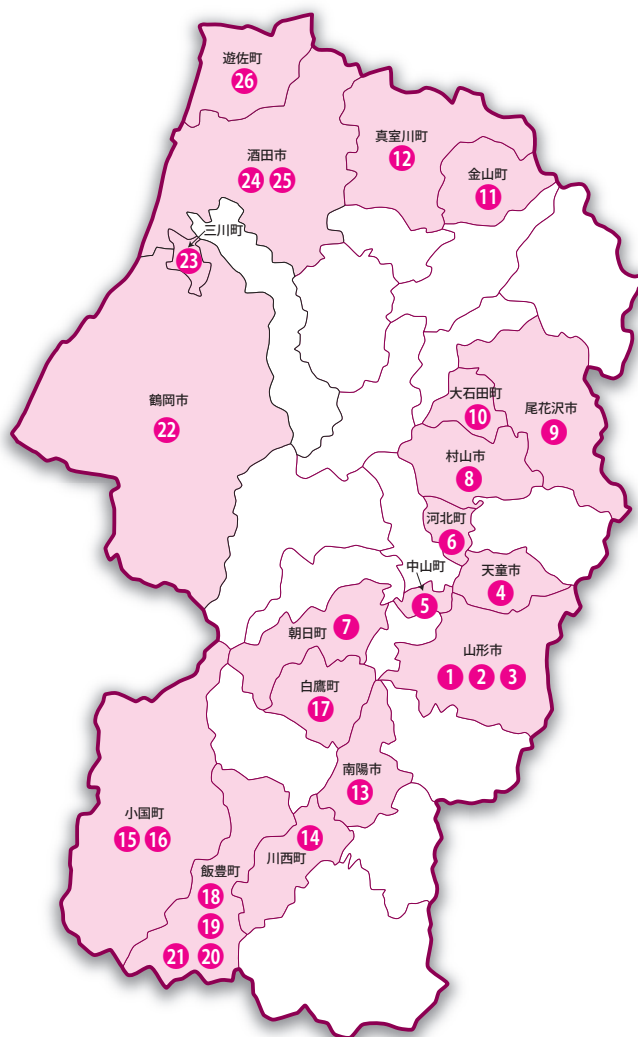 遊佐町
26
酒田市
24 25
真室川町
12
金山町
11
三川町
23
鶴岡市
22
大石田町
10
尾花沢市
9
村山市
8
河北町
6
中山町
5
天童市
4
朝日町
7
山形市
1 2 3
白鷹町
17
南陽市
13
小国町
15 16
川西町
14
飯豊町
18
19
21 20